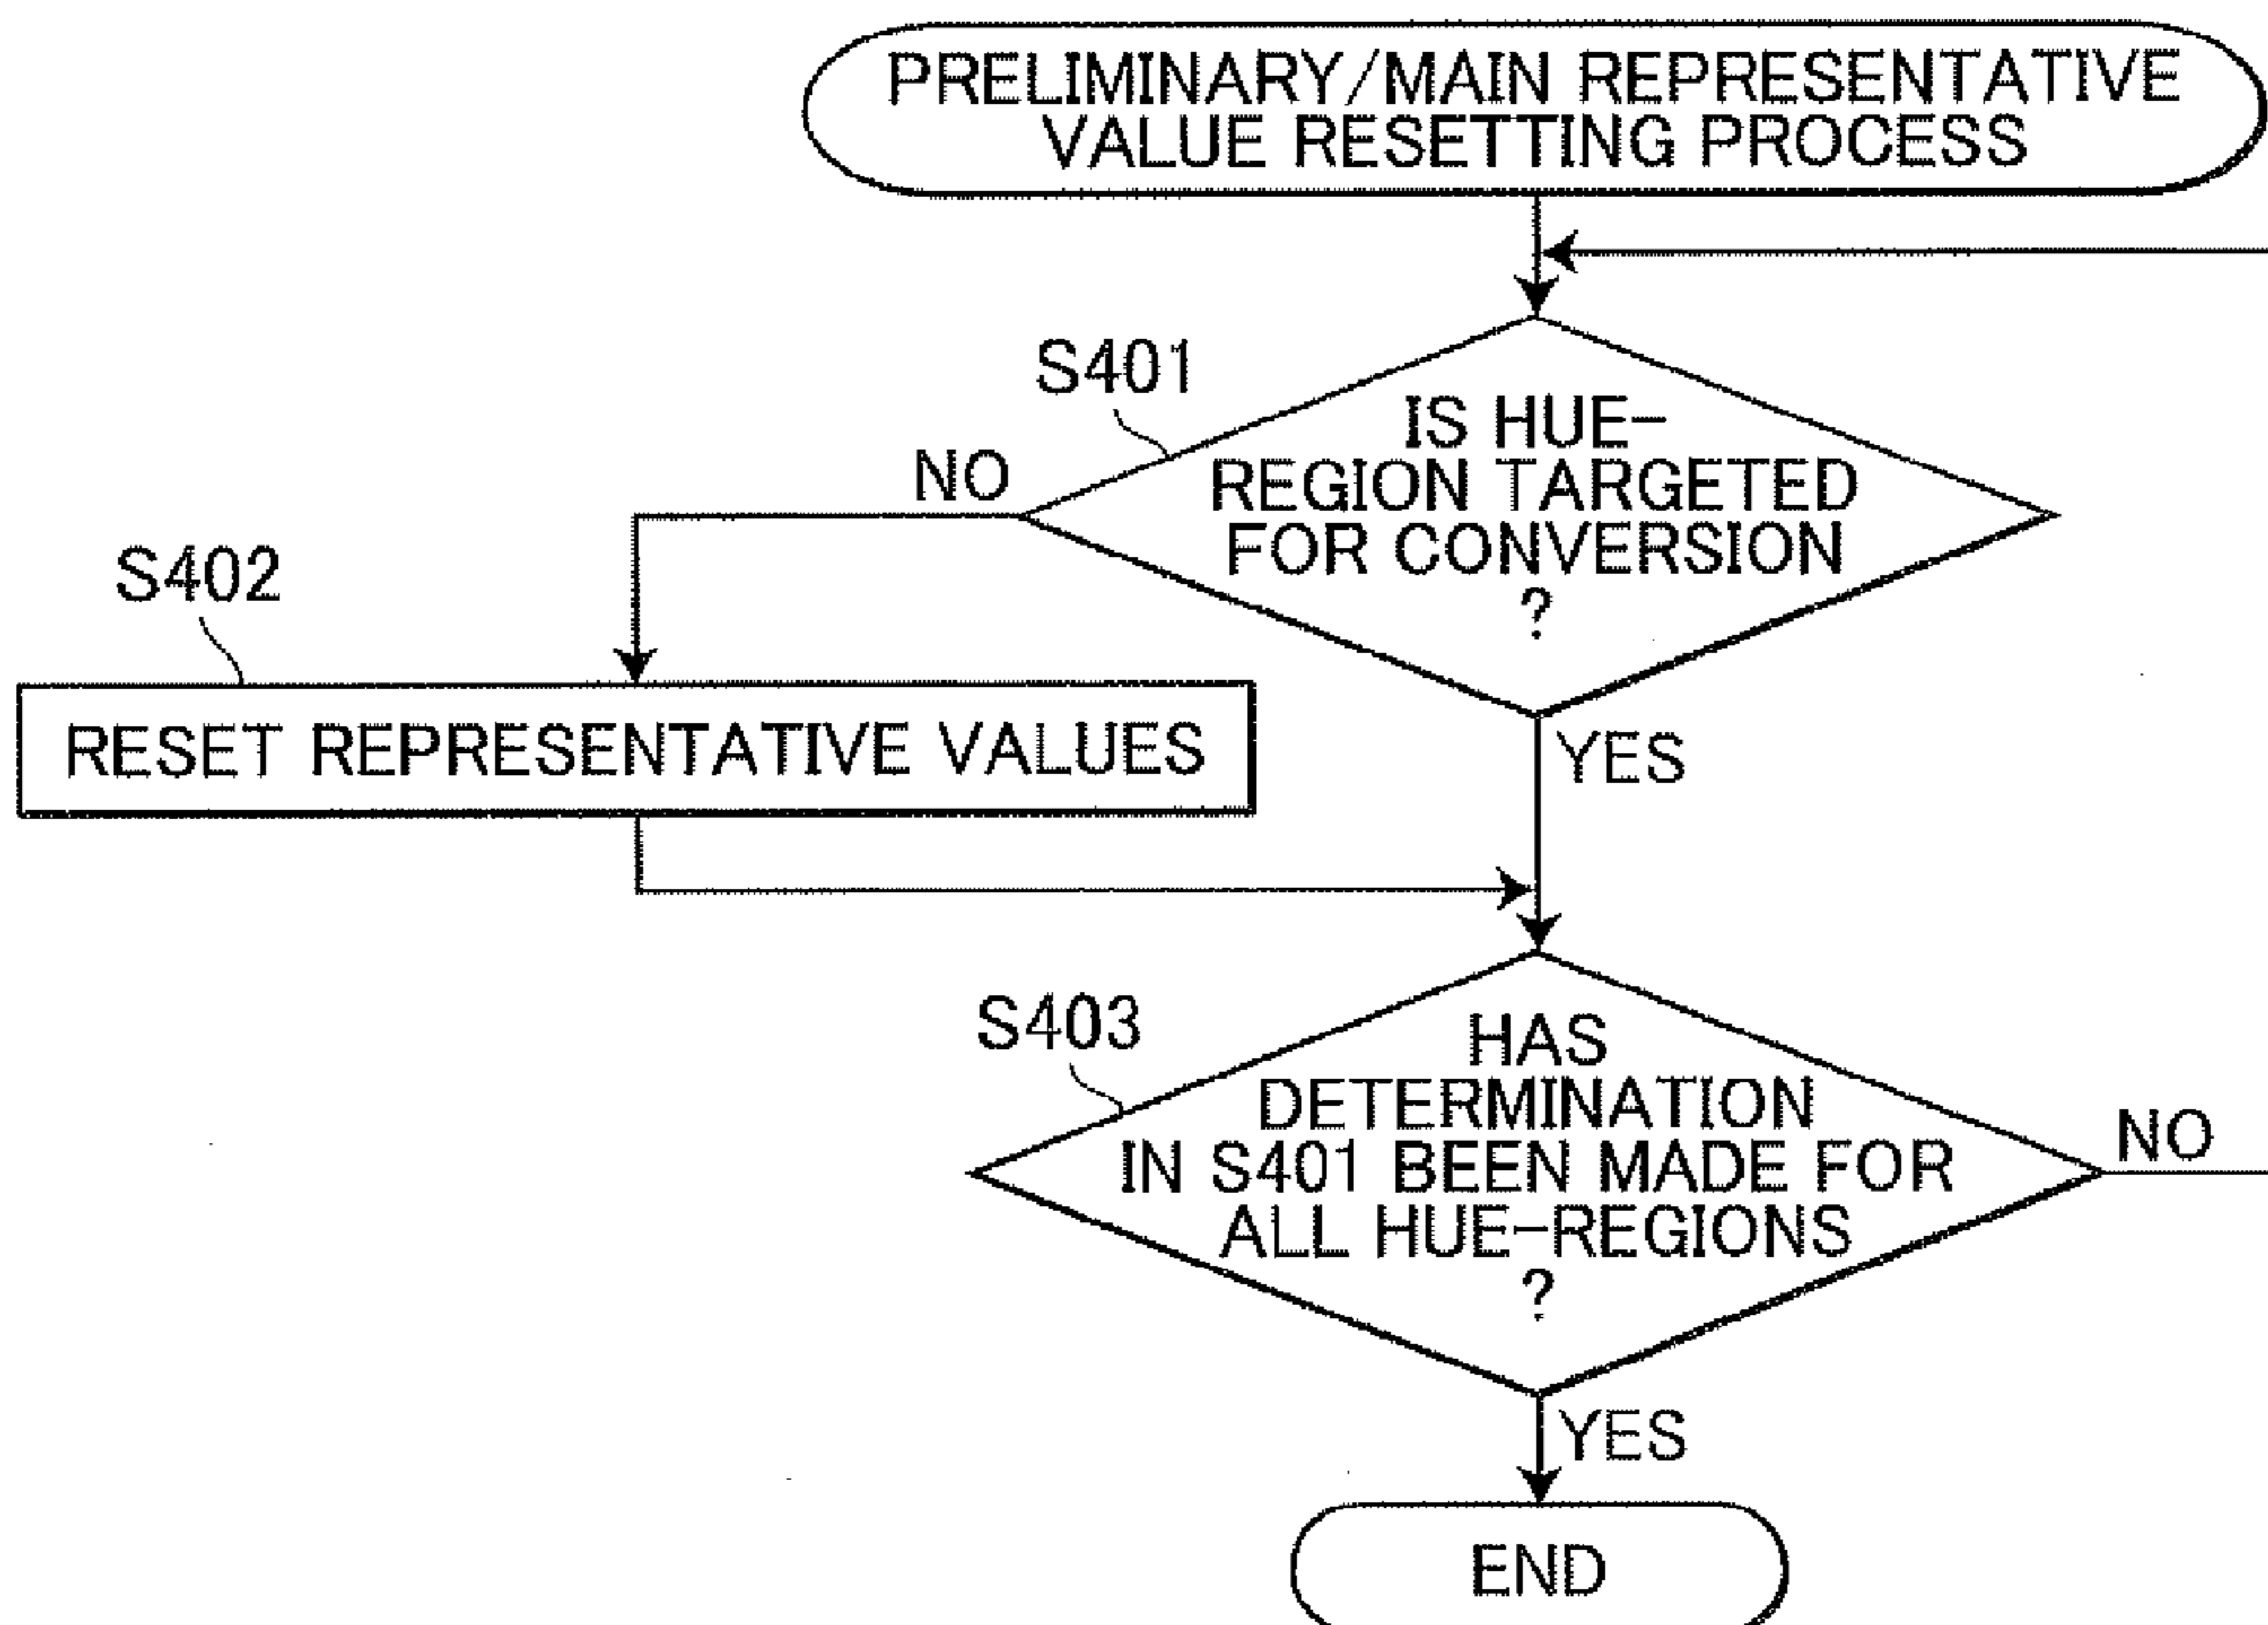 PRELIMINARY/MAIN REPRESENTATIVE
VALUE RESETTING PROCESS
S401
IS HUE-
REGION TARGETED
FOR CONVERSION
?
NO
YES
S402
RESET REPRESENTATIVE VALUES
S403
HAS
DETERMINATION
IN S401 BEEN MADE FOR
ALL HUE-REGIONS
?
NO
YES
END